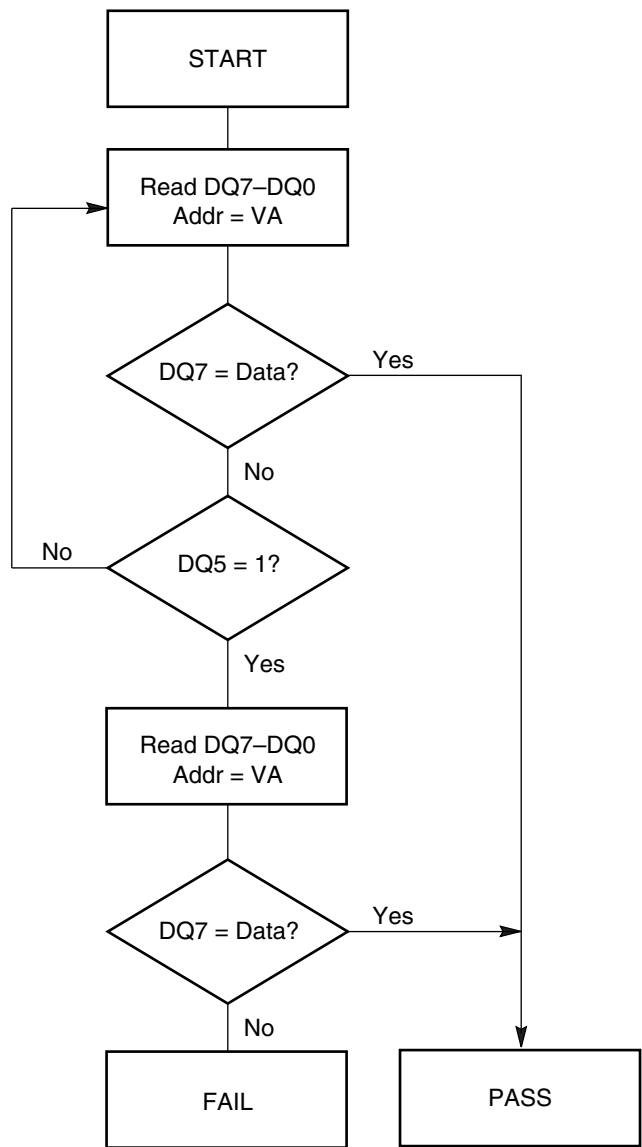 START
Read DQ7–DQ0
Addr = VA
DQ7 = Data?
Yes
No
No
DQ5 = 1?
Yes
Read DQ7–DQ0
Addr = VA
DQ7 = Data?
Yes
No
FAIL
PASS